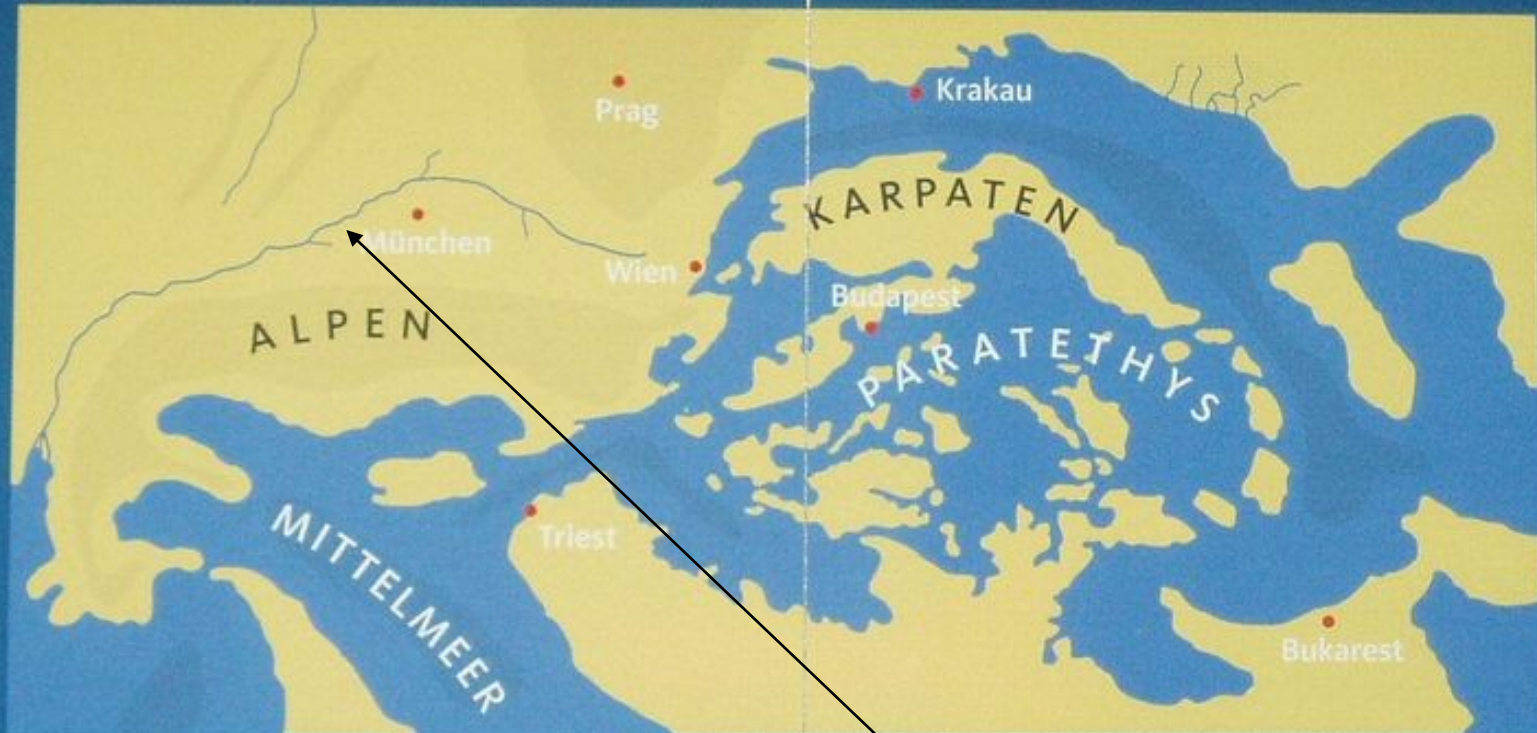 Prag
Krakau
KARPATEN
München
Wien
Budapest
ALPEN
PARATETHYS
MITTELMEER
Triest
Bukarest